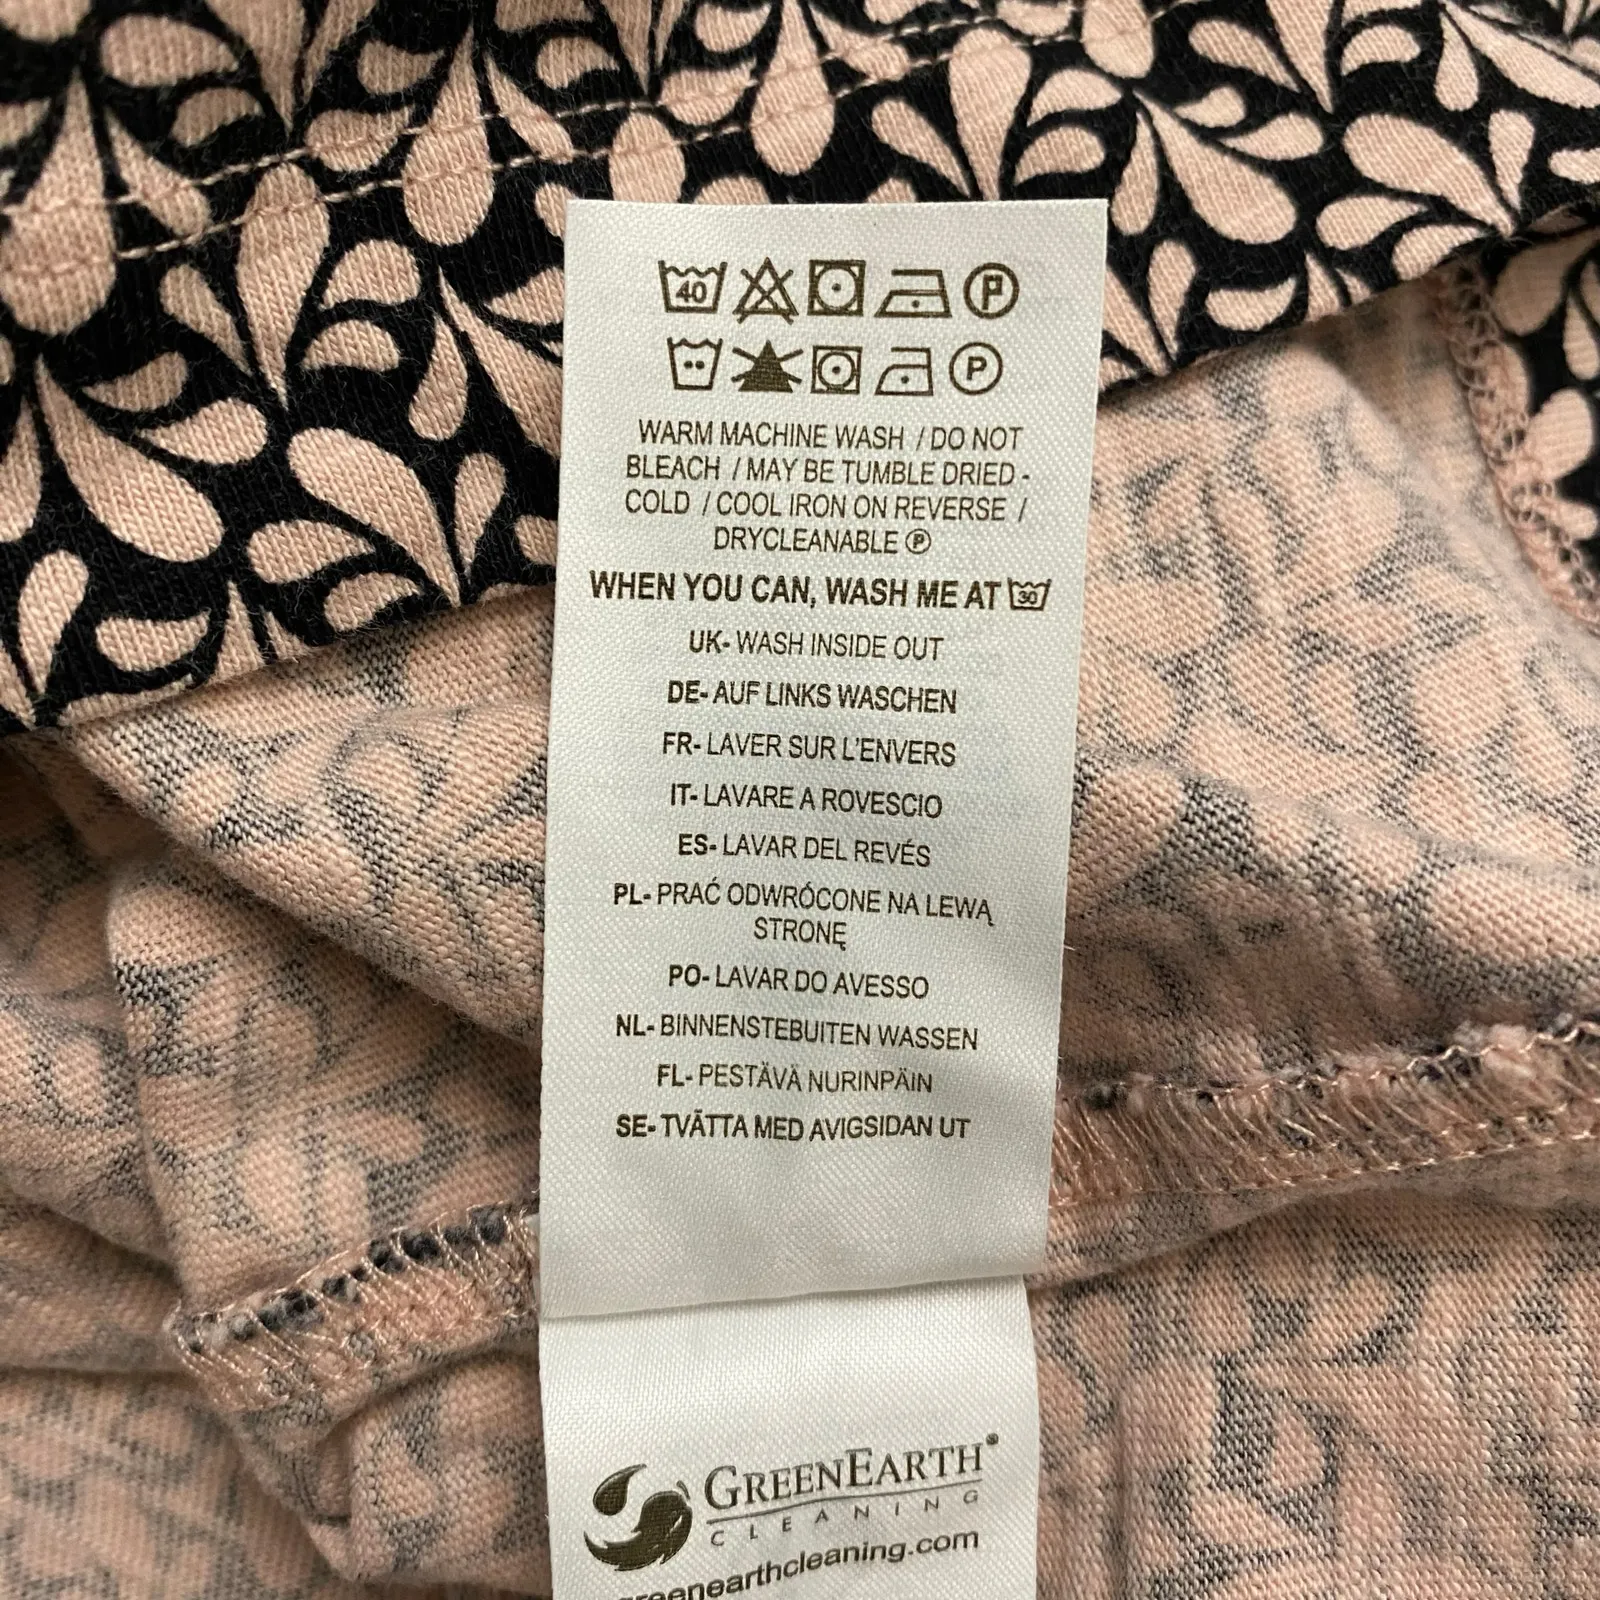 40 P
P
WARM MACHINE WASH / DO NOT
BLEACH / MAY BE TUMBLE DRIED -
COLD / COOL IRON ON REVERSE /
DRYCLEANABLE Ⓟ
WHEN YOU CAN, WASH ME AT 30
UK- WASH INSIDE OUT
DE- AUF LINKS WASCHEN
FR- LAVER SUR L'ENVERS
IT- LAVARE A ROVESCIO
ES- LAVAR DEL REVÉS
PL- PRAĆ ODWRÓCONE NA LEWĄ
STRONĘ
PO- LAVAR DO AVESSO
NL- BINNENSTEBUITEN WASSEN
FL- PESTÄVÄ NURINPÄIN
SE- TVÄTTA MED AVIGSIDAN UT
GREENEARTH®
CLEANING
greenearthcleaning.com